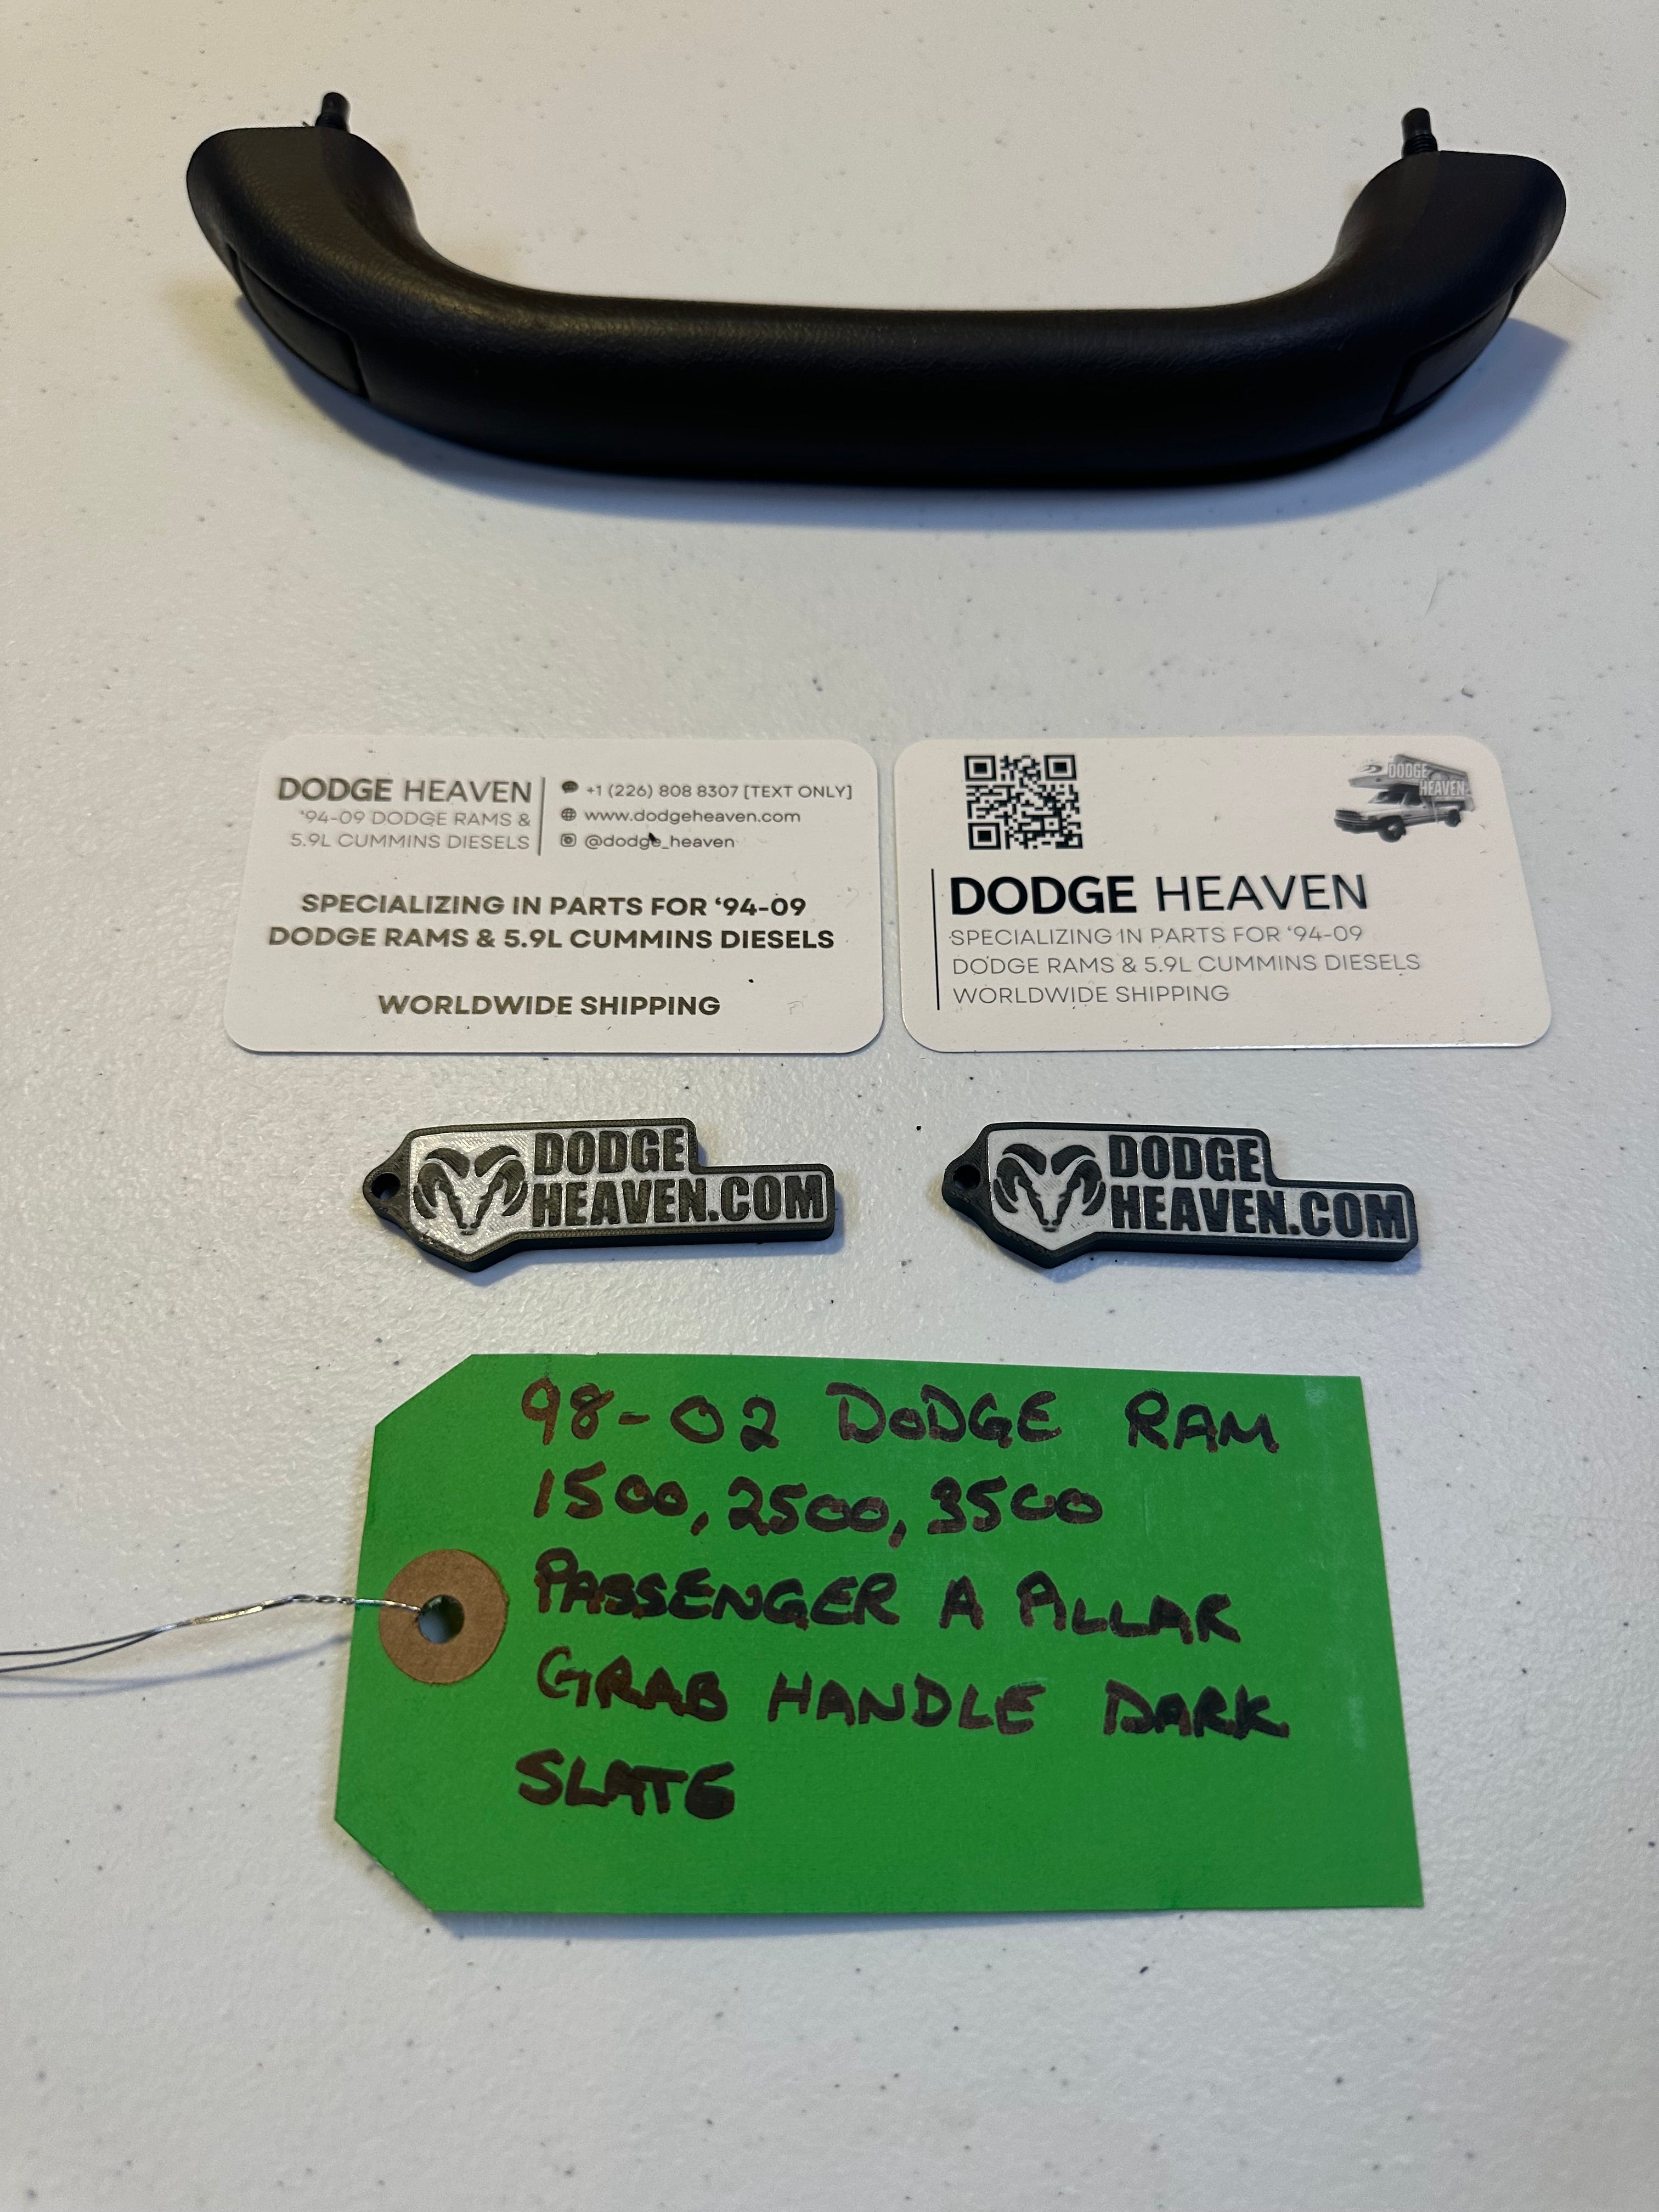 DODGE HEAVEN
'94-09 DODGE RAMS &
5.9L CUMMINS DIESELS
+1 (226) 808 8307 [TEXT ONLY]
www.dodgeheaven.com
@dodge_heaven
SPECIALIZING IN PARTS FOR '94-09
DODGE RAMS & 5.9L CUMMINS DIESELS
WORLDWIDE SHIPPING
DODGE
HEAVEN
DODGE HEAVEN
SPECIALIZING IN PARTS FOR '94-09
DODGE RAMS & 5.9L CUMMINS DIESELS
WORLDWIDE SHIPPING
DODGE
HEAVEN.COM
DODGE
HEAVEN.COM
98-02 DODGE RAM
1500, 2500, 3500
PASSENGER A PILLAR
GRAB HANDLE DARK
SLATE